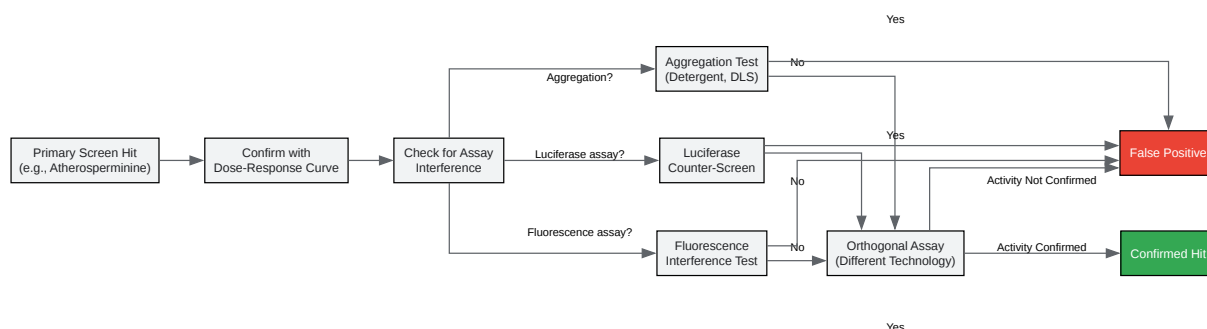 Yes
Aggregation Test
(Detergent, DLS)
No
Aggregation?
Primary Screen Hit
(e.g., Atherosperminine)
Confirm with
Dose-Response Curve
Check for Assay
Interference
Luciferase assay?
Luciferase
Counter-Screen
Yes
No
False Positive
Activity Not Confirmed
Fluorescence assay?
Fluorescence
Interference Test
No
Orthogonal Assay
(Different Technology)
Activity Confirmed
Confirmed Hit
Yes